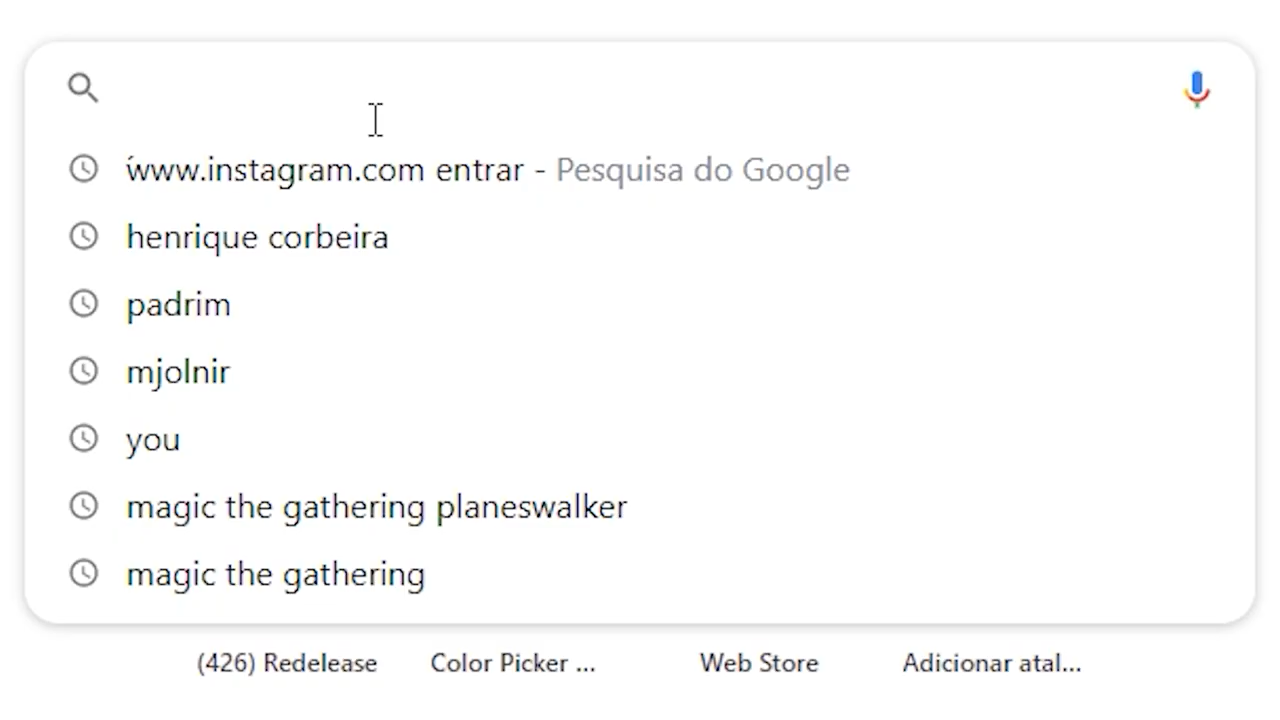 ẃww.instagram.com entrar - Pesquisa do Google
henrique corbeira
padrim
mjolnir
you
magic the gathering planeswalker
magic the gathering
(426) Redelease Color Picker ... Web Store Adicionar atal...